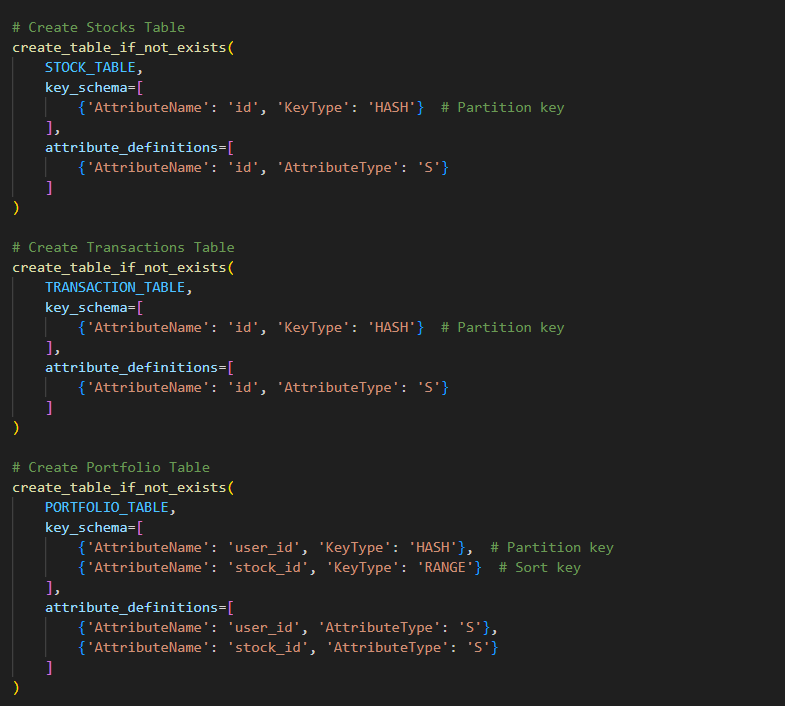 # Create Stocks Table
create_table_if_not_exists(
    STOCK_TABLE,
    key_schema=[
        {'AttributeName': 'id', 'KeyType': 'HASH'}  # Partition key
    ],
    attribute_definitions=[
        {'AttributeName': 'id', 'AttributeType': 'S'}
    ]
)

# Create Transactions Table
create_table_if_not_exists(
    TRANSACTION_TABLE,
    key_schema=[
        {'AttributeName': 'id', 'KeyType': 'HASH'}  # Partition key
    ],
    attribute_definitions=[
        {'AttributeName': 'id', 'AttributeType': 'S'}
    ]
)

# Create Portfolio Table
create_table_if_not_exists(
    PORTFOLIO_TABLE,
    key_schema=[
        {'AttributeName': 'user_id', 'KeyType': 'HASH'},  # Partition key
        {'AttributeName': 'stock_id', 'KeyType': 'RANGE'}  # Sort key
    ],
    attribute_definitions=[
        {'AttributeName': 'user_id', 'AttributeType': 'S'},
        {'AttributeName': 'stock_id', 'AttributeType': 'S'}
    ]
)